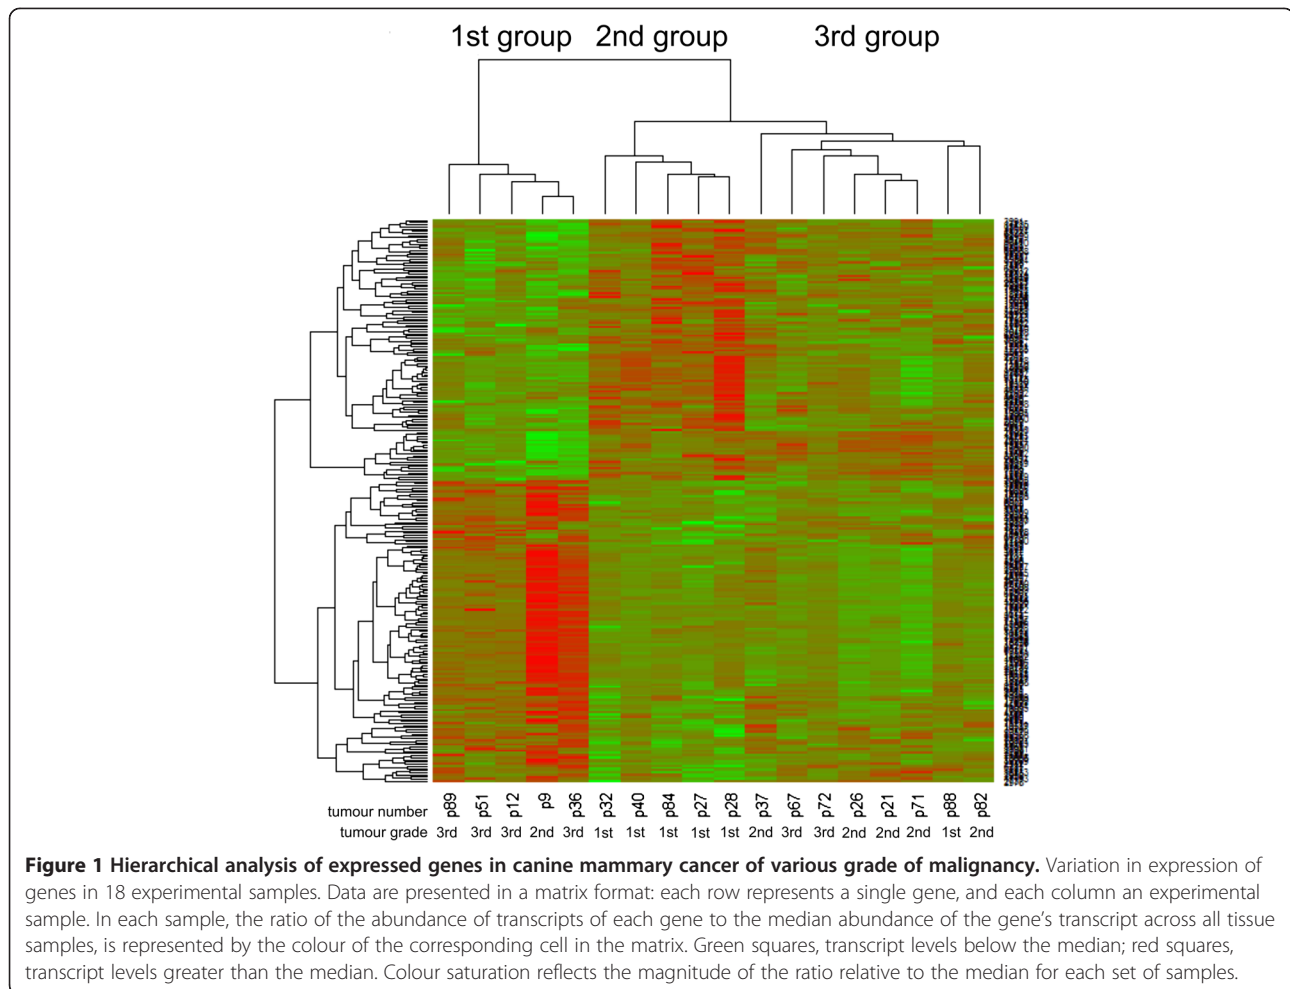 1st group 2nd group 3rd group
tumour number p89 p51 p12 p9 p36 p32 p40 p84 p27 p28 p37 p67 p72 p26 p21 p71 p88 p82
tumour grade 3rd 3rd 3rd 2nd 3rd 1st 1st 1st 1st 1st 2nd 3rd 3rd 2nd 2nd 2nd 1st 2nd
Figure 1 Hierarchical analysis of expressed genes in canine mammary cancer of various grade of malignancy. Variation in expression of
genes in 18 experimental samples. Data are presented in a matrix format: each row represents a single gene, and each column an experimental
sample. In each sample, the ratio of the abundance of transcripts of each gene to the median abundance of the gene's transcript across all tissue
samples, is represented by the colour of the corresponding cell in the matrix. Green squares, transcript levels below the median; red squares,
transcript levels greater than the median. Colour saturation reflects the magnitude of the ratio relative to the median for each set of samples.